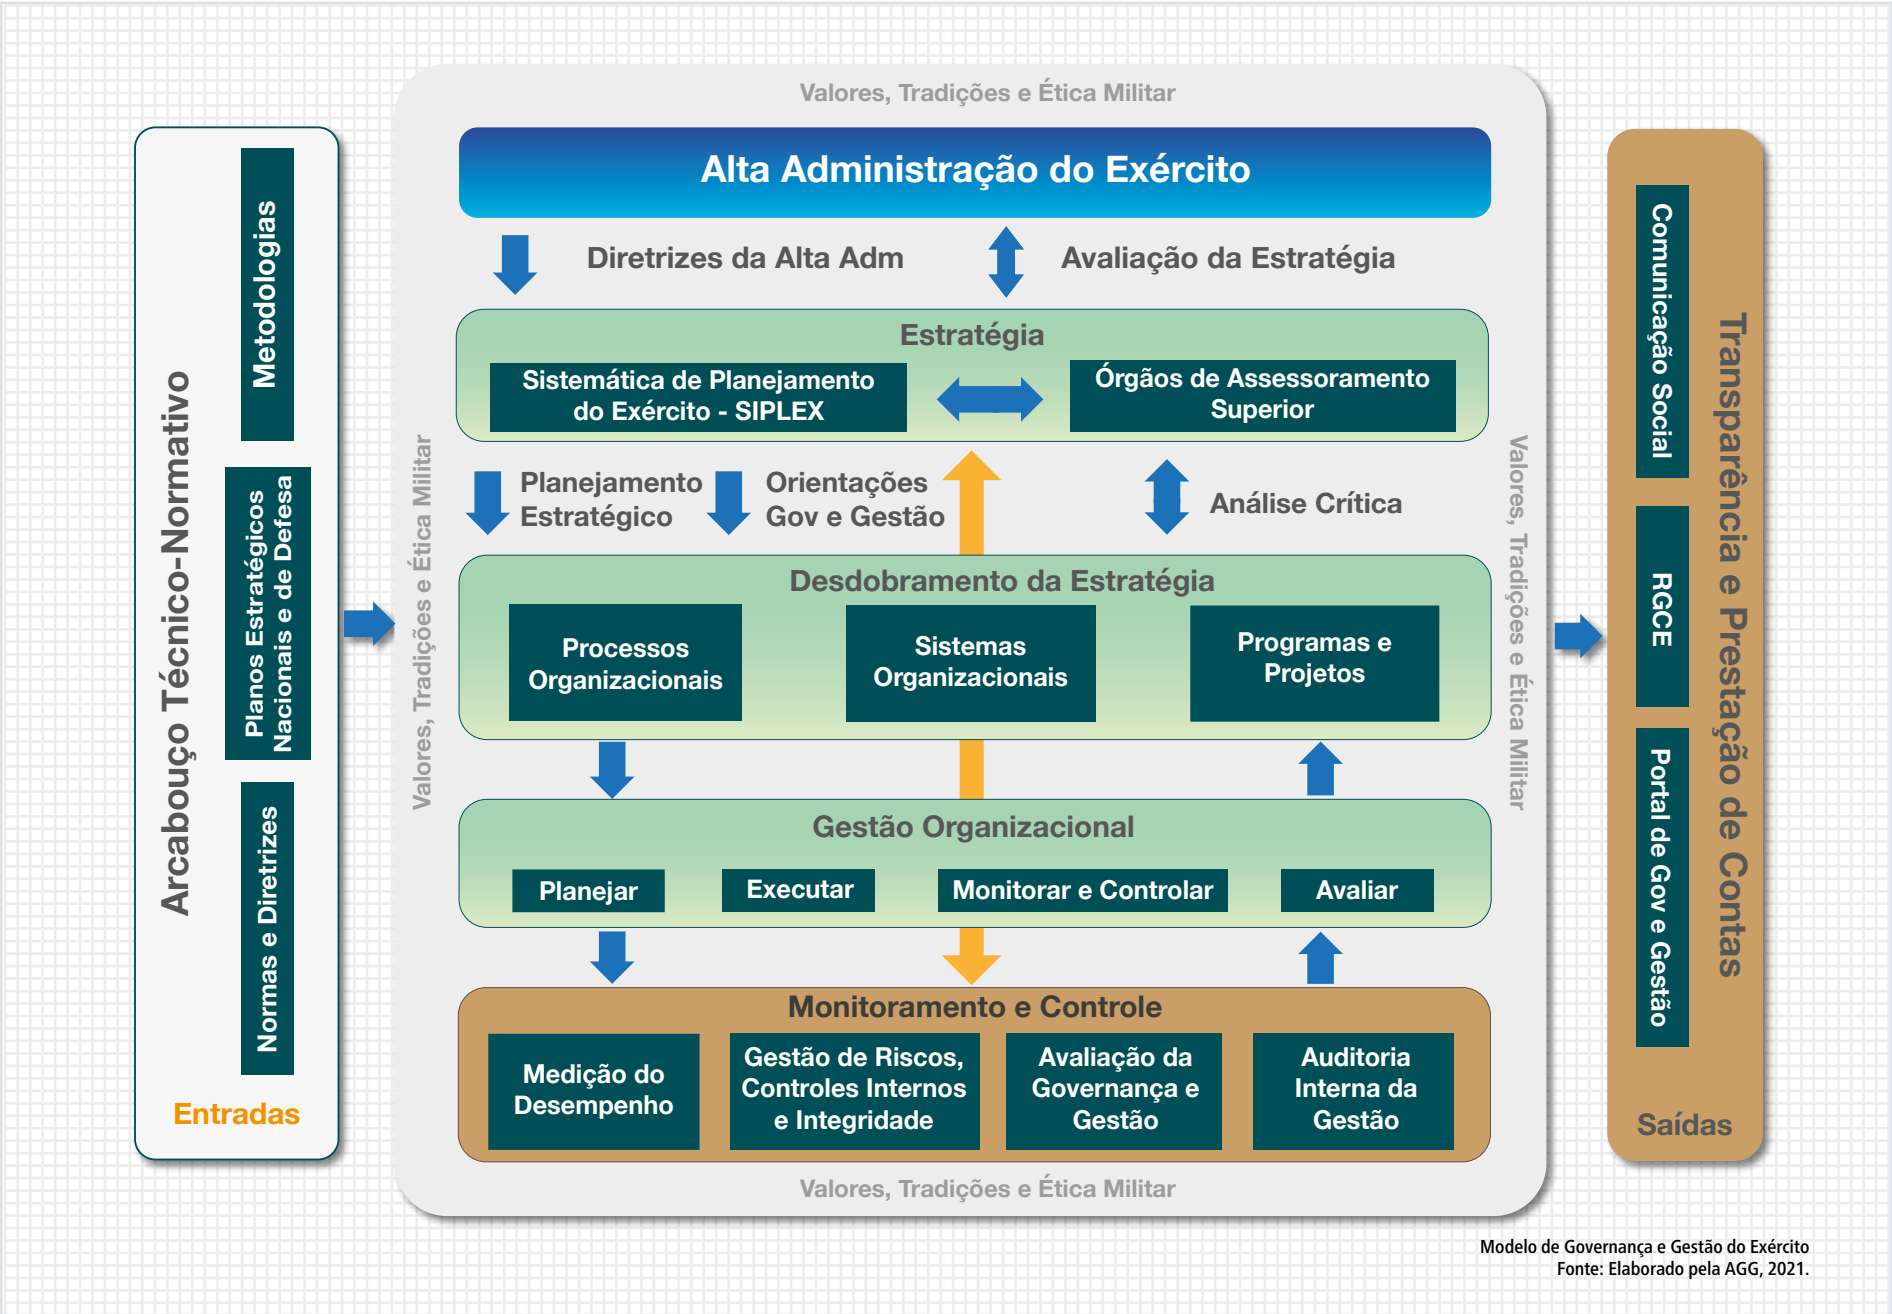 Arcabouço Técnico-Normativo
Metodologias
Planos Estratégicos
Nacionais e de Defesa
Normas e Diretrizes
Entradas
Valores, Tradições e Ética Militar
Valores, Tradições e Ética Militar
Alta Administração do Exército
Diretrizes da Alta Adm
Avaliação da Estratégia
Estratégia
Sistemática de Planejamento
do Exército - SIPLEX
Órgãos de Assessoramento
Superior
Planejamento
Estratégico
Orientações
Gov e Gestão
Análise Crítica
Desdobramento da Estratégia
Processos
Organizacionais
Sistemas
Organizacionais
Programas e
Projetos
Gestão Organizacional
Planejar
Executar
Monitorar e Controlar
Avaliar
Monitoramento e Controle
Medição do
Desempenho
Gestão de Riscos,
Controles Internos
e Integridade
Avaliação da
Governança e
Gestão
Auditoria
Interna da
Gestão
Valores, Tradições e Ética Militar
Valores, Tradições e Ética Militar
Comunicação Social
RGCE
Portal de Gov e Gestão
Transparência e Prestação de Contas
Saídas
Modelo de Governança e Gestão do Exército
Fonte: Elaborado pela AGG, 2021.